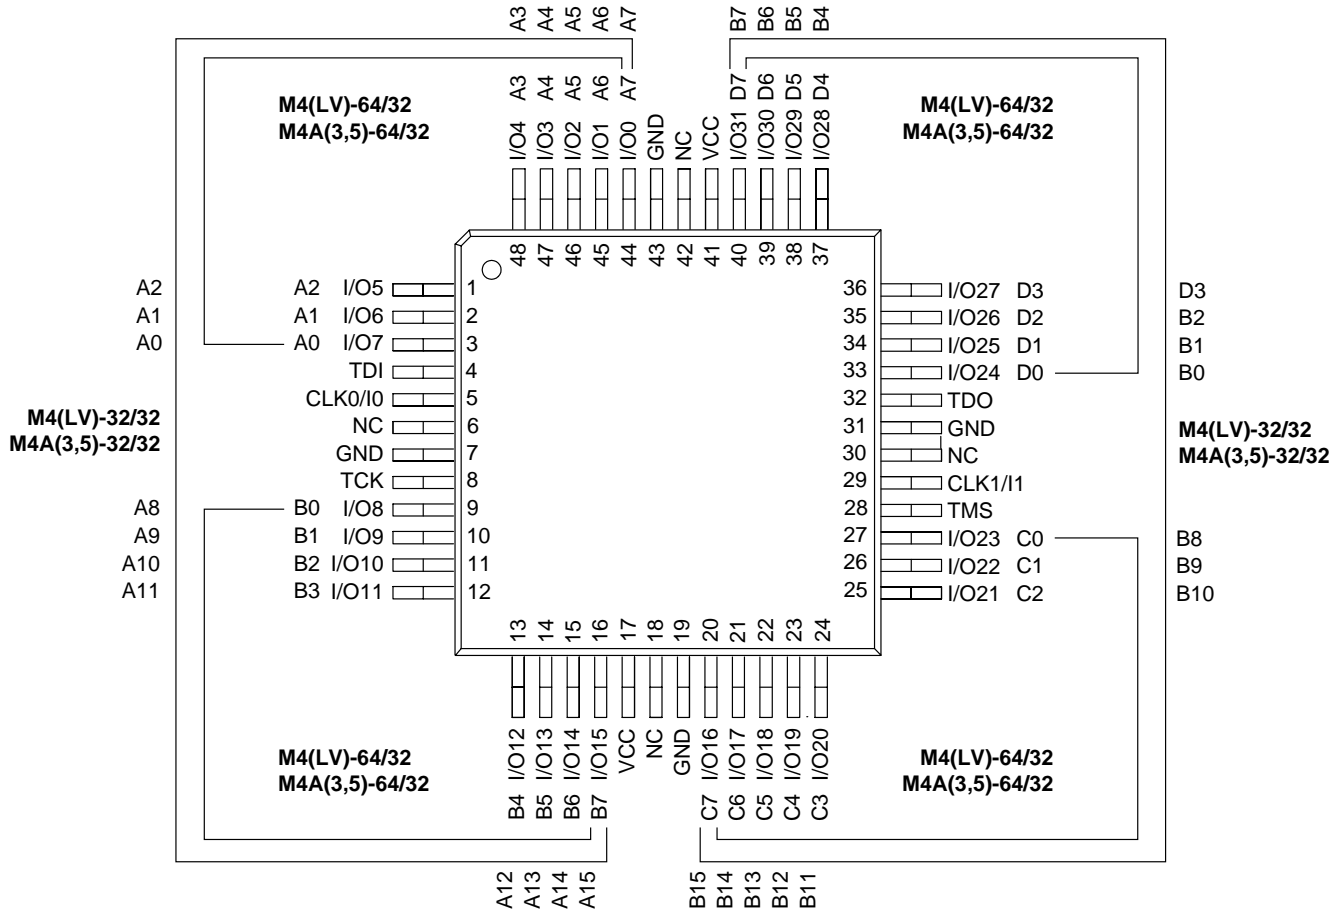 A3 A4 A5 A6 A7 B7 B6 B5 B4
A3 A4 A5 A6 A7 D7 D6 D5 D4
I/O4 I/O3 I/O2 I/O1 I/O0 GND NC VCC I/O31 I/O30 I/O29 I/O28
M4(LV)-64/32
M4A(3,5)-64/32
M4(LV)-64/32
M4A(3,5)-64/32
48 47 46 45 44 43 42 41 40 39 38 37
A2 A2 I/O5 1 36 I/O27 D3 D3
A1 A1 I/O6 2 35 I/O26 D2 B2
A0 A0 I/O7 3 34 I/O25 D1 B1
TDI 4 33 I/O24 D0 B0
CLK0/I0 5 32 TDO
M4(LV)-32/32
M4A(3,5)-32/32
NC 6 31 GND
M4(LV)-32/32
M4A(3,5)-32/32
GND 7 30 NC
TCK 8 29 CLK1/I1
A8 B0 I/O8 9 28 TMS
A9 B1 I/O9 10 27 I/O23 C0 B8
A10 B2 I/O10 11 26 I/O22 C1 B9
A11 B3 I/O11 12 25 I/O21 C2 B10
13 14 15 16 17 18 19 20 21 22 23 24
I/O12 I/O13 I/O14 I/O15 VCC NC GND I/O16 I/O17 I/O18 I/O19 I/O20
M4(LV)-64/32
M4A(3,5)-64/32
M4(LV)-64/32
M4A(3,5)-64/32
B4 B5 B6 B7 C7 C6 C5 C4 C3
A12 A13 A14 A15 B15 B14 B13 B12 B11